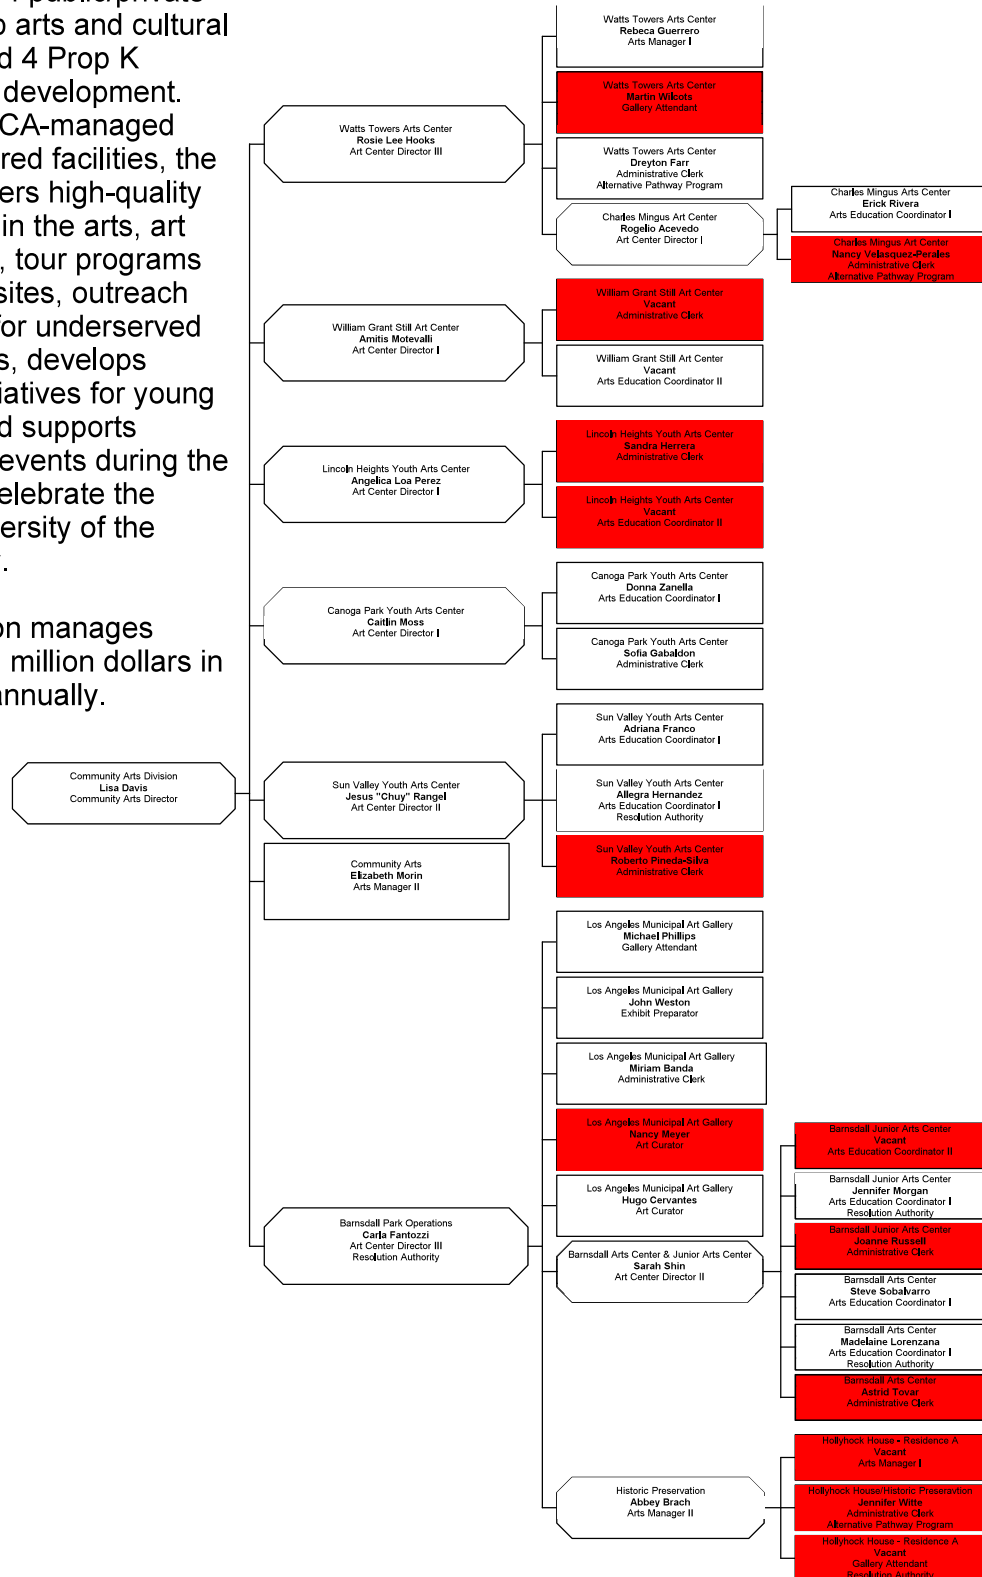 public/private
arts and cultural
4 Prop K
development.
CA-managed
red facilities, the
ers high-quality
in the arts, art
, tour programs
sites, outreach
for underserved
s, develops
iatives for young
d supports
events during the
elebrate the
ersity of the
.
on manages
million dollars in
annually.
Community Arts Division
Lisa Davis
Community Arts Director
Watts Towers Arts Center
Rosie Lee Hooks
Art Center Director III
Watts Towers Arts Center
Rebeca Guerrero
Arts Manager I
Watts Towers Arts Center
Martin Wilcots
Gallery Attendant
Watts Towers Arts Center
Dreyton Farr
Administrative Clerk
Alternative Pathway Program
Charles Mingus Art Center
Rogelio Acevedo
Art Center Director I
Charles Mingus Arts Center
Erick Rivera
Arts Education Coordinator I
Charles Mingus Art Center
Nancy Velasquez-Perales
Administrative Clerk
Alternative Pathway Program
William Grant Still Art Center
Amitis Motevalli
Art Center Director I
William Grant Still Art Center
Vacant
Administrative Clerk
William Grant Still Art Center
Vacant
Arts Education Coordinator II
Lincoln Heights Youth Arts Center
Angelica Loa Perez
Art Center Director I
Lincoln Heights Youth Arts Center
Sandra Herrera
Administrative Clerk
Lincoln Heights Youth Arts Center
Vacant
Arts Education Coordinator II
Canoga Park Youth Arts Center
Caitlin Moss
Art Center Director I
Canoga Park Youth Arts Center
Donna Zanella
Arts Education Coordinator I
Canoga Park Youth Arts Center
Sofia Gabaldon
Administrative Clerk
Sun Valley Youth Arts Center
Jesus "Chuy" Rangel
Art Center Director II
Sun Valley Youth Arts Center
Adriana Franco
Arts Education Coordinator I
Sun Valley Youth Arts Center
Allegra Hernandez
Arts Education Coordinator I
Resolution Authority
Sun Valley Youth Arts Center
Roberto Pineda-Silva
Administrative Clerk
Community Arts
Elizabeth Morin
Arts Manager II
Barnsdall Park Operations
Carla Fantozzi
Art Center Director III
Resolution Authority
Los Angeles Municipal Art Gallery
Michael Phillips
Gallery Attendant
Los Angeles Municipal Art Gallery
John Weston
Exhibit Preparator
Los Angeles Municipal Art Gallery
Miriam Banda
Administrative Clerk
Los Angeles Municipal Art Gallery
Nancy Meyer
Art Curator
Los Angeles Municipal Art Gallery
Hugo Cervantes
Art Curator
Barnsdall Arts Center & Junior Arts Center
Sarah Shin
Art Center Director II
Barnsdall Junior Arts Center
Vacant
Arts Education Coordinator II
Barnsdall Junior Arts Center
Jennifer Morgan
Arts Education Coordinator I
Resolution Authority
Barnsdall Junior Arts Center
Joanne Russell
Administrative Clerk
Barnsdall Arts Center
Steve Sobalvarro
Arts Education Coordinator I
Barnsdall Arts Center
Madelaine Lorenzana
Arts Education Coordinator I
Resolution Authority
Barnsdall Arts Center
Astrid Tovar
Administrative Clerk
Historic Preservation
Abbey Brach
Arts Manager II
Hollyhock House - Residence A
Vacant
Arts Manager I
Hollyhock House/Historic Preseravtion
Jennifer Witte
Administrative Clerk
Alternative Pathway Program
Hollyhock House - Residence A
Vacant
Gallery Attendant
Resolution Authority